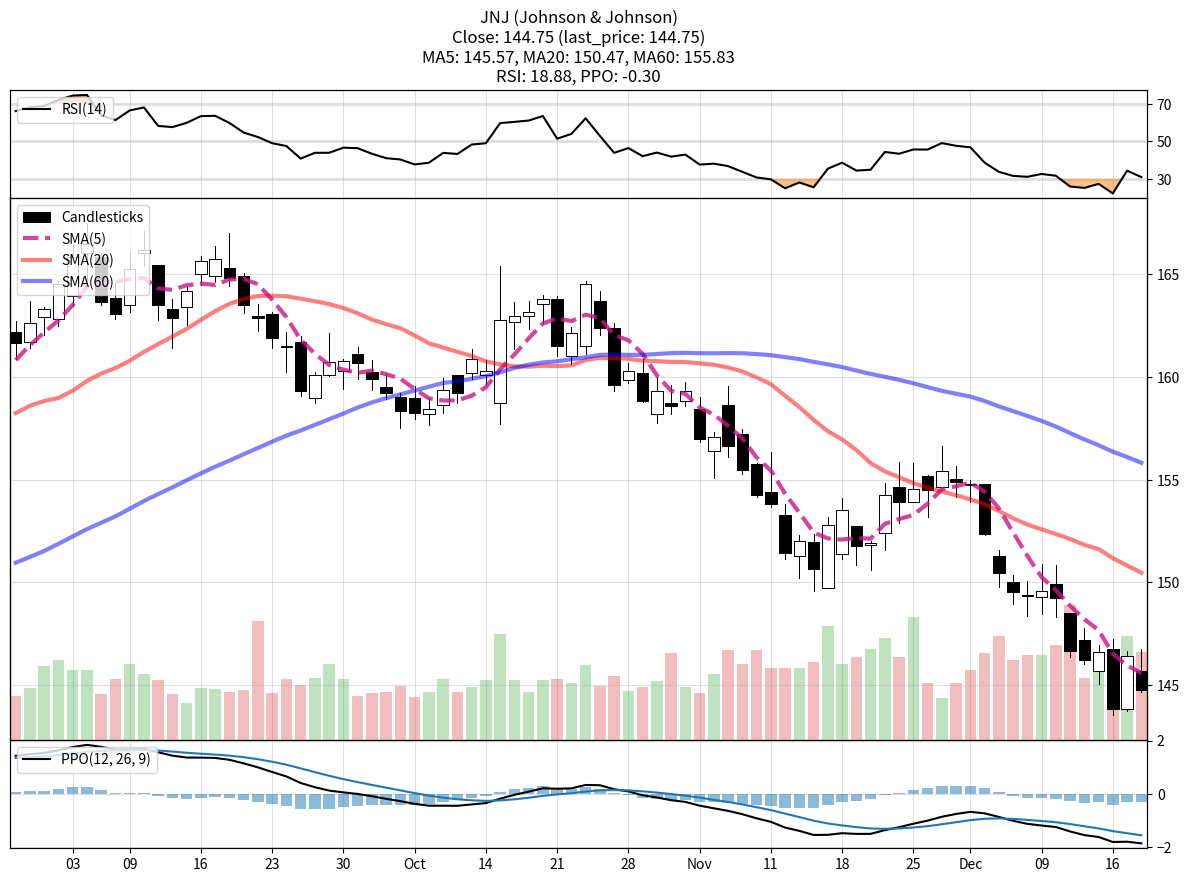 JNJ (Johnson & Johnson)
Close: 144.75 (last_price: 144.75)
MA5: 145.57, MA20: 150.47, MA60: 155.83
RSI: 18.88, PPO: -0.30
RSI(14)
70
50
30
Candlesticks
SMA(5)
SMA(20)
SMA(60)
165
160
155
150
145
PPO(12, 26, 9)
2
0
−2
03 09 16 23 30 Oct 14 21 28 Nov 11 18 25 Dec 09 16